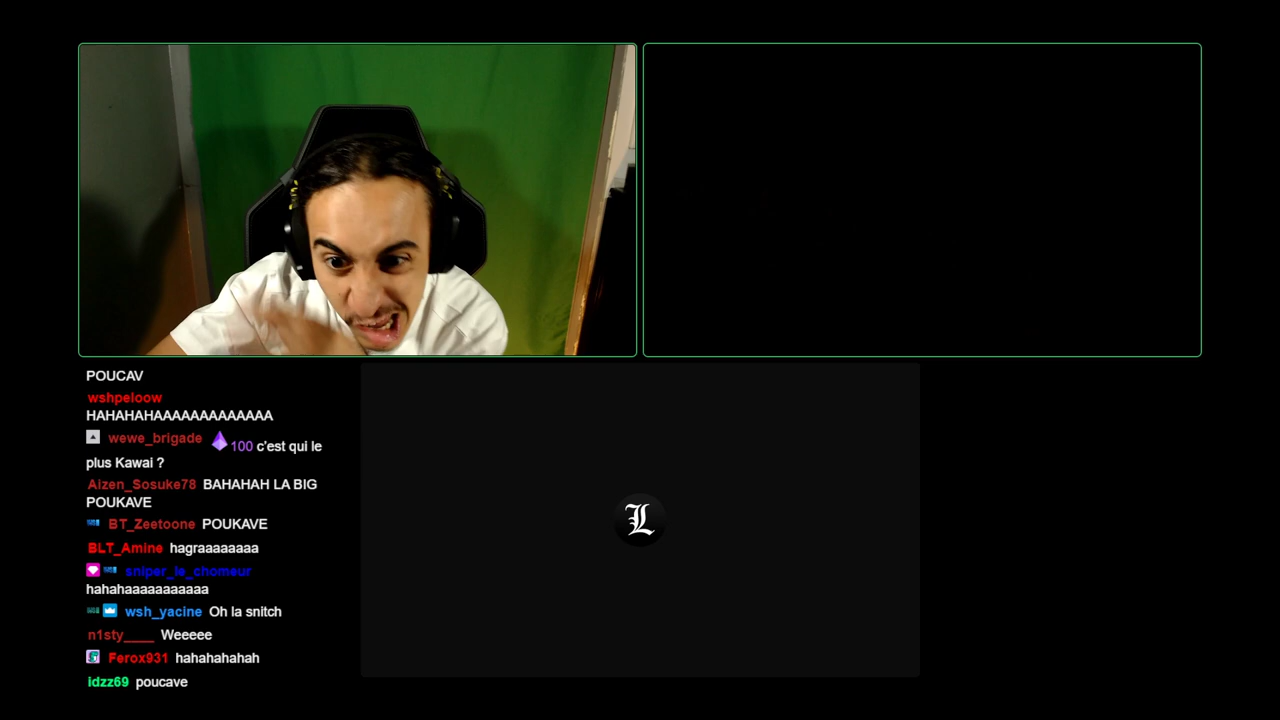 POUCAV
wshpeloow
HAHAHAHAAAAAAAAAAAAA
wewe_brigade 100 c'est qui le
plus Kawai ?
Aizen_Sosuke78 BAHAHAH LA BIG
POUKAVE
BT_Zeetoone POUKAVE
BLT_Amine hagraaaaaaaa
sniper_le_chomeur
hahahaaaaaaaaaaa
wsh_yacine Oh la snitch
n1sty____ Weeeee
Ferox931 hahahahahah
idzz69 poucave
L